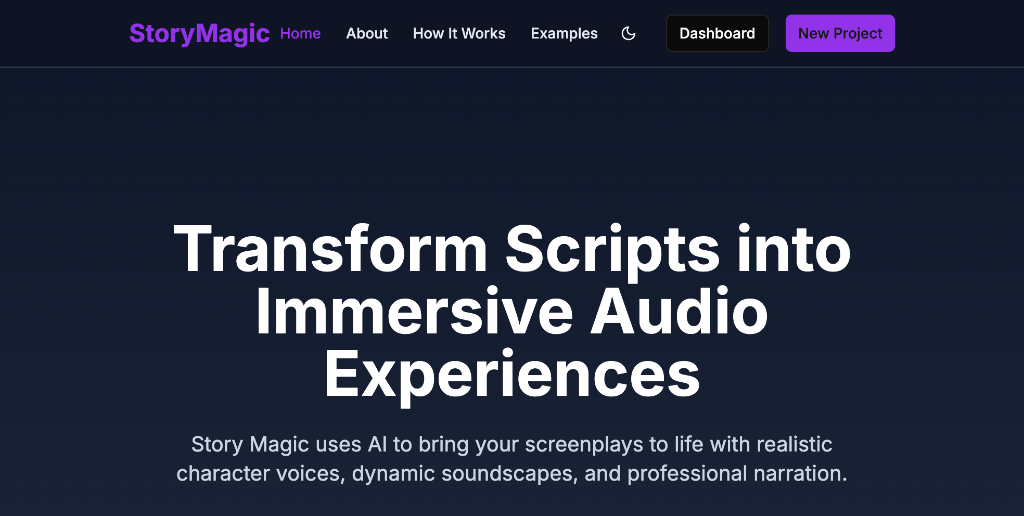 StoryMagic Home About How It Works Examples Dashboard New Project
Transform Scripts into
Immersive Audio
Experiences
Story Magic uses AI to bring your screenplays to life with realistic
character voices, dynamic soundscapes, and professional narration.